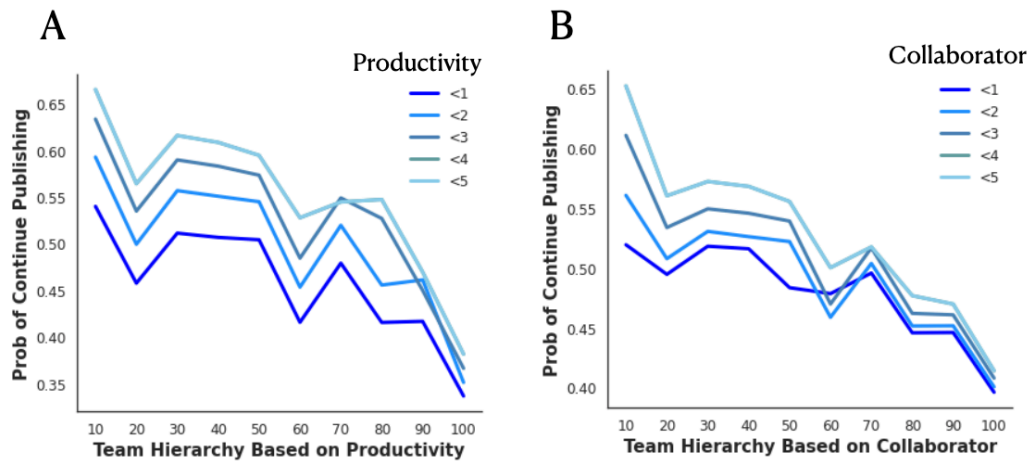 A
Productivity
<1
<2
<3
<4
<5
0.65
0.60
0.55
0.50
0.45
0.40
0.35
Prob of Continue Publishing
10 20 30 40 50 60 70 80 90 100
Team Hierarchy Based on Productivity
B
Collaborator
<1
<2
<3
<4
<5
0.65
0.60
0.55
0.50
0.45
0.40
Prob of Continue Publishing
10 20 30 40 50 60 70 80 90 100
Team Hierarchy Based on Collaborator